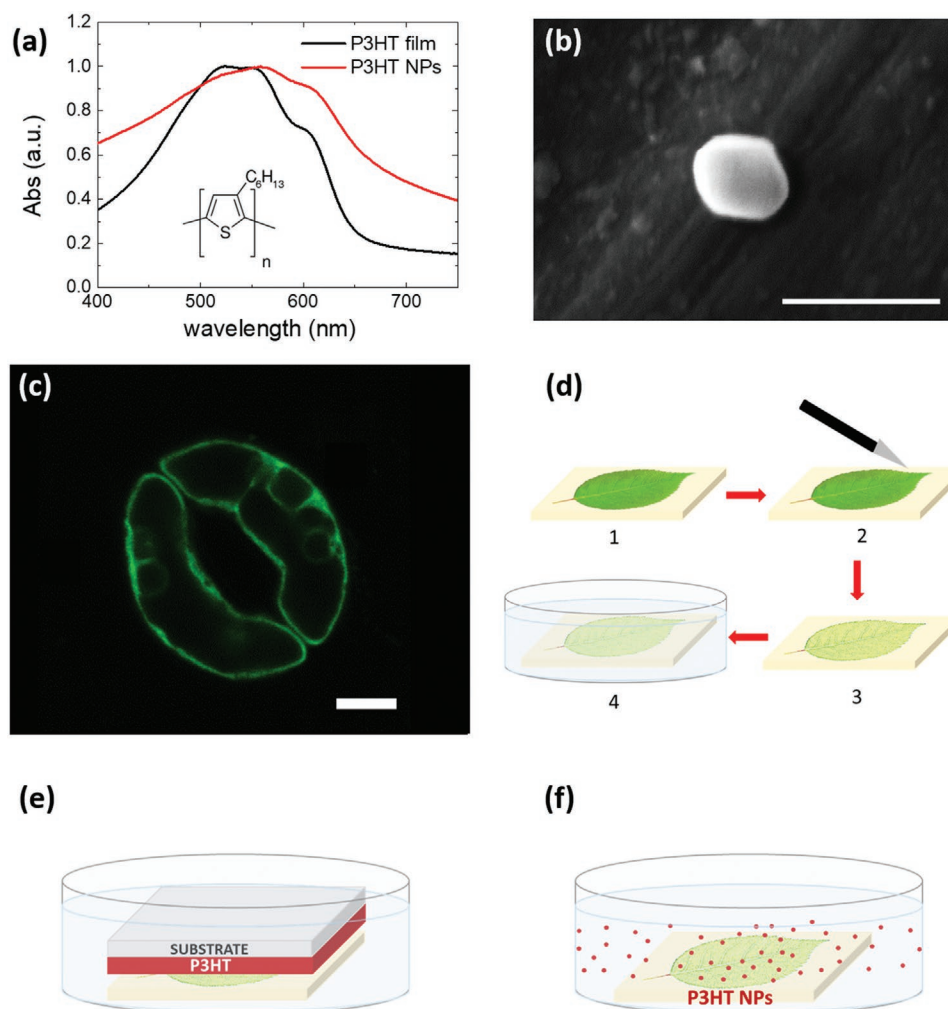 (a)
1.2
1.0
0.8
0.6
0.4
0.2
0.0
Abs (a.u.)
P3HT film
P3HT NPs
C6H13
S
n
400
500
600
700
wavelength (nm)
(b)
(c)
(d)
1
2
3
4
(e)
SUBSTRATE
P3HT
(f)
P3HT NPs